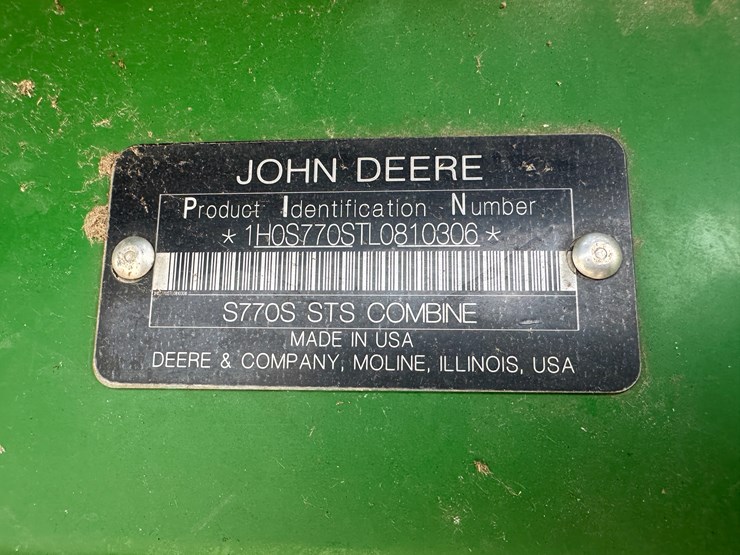 JOHN DEERE
Product Identification Number
*1H0S770STL0810306*
S770S STS COMBINE
MADE IN USA
DEERE & COMPANY, MOLINE, ILLINOIS, USA